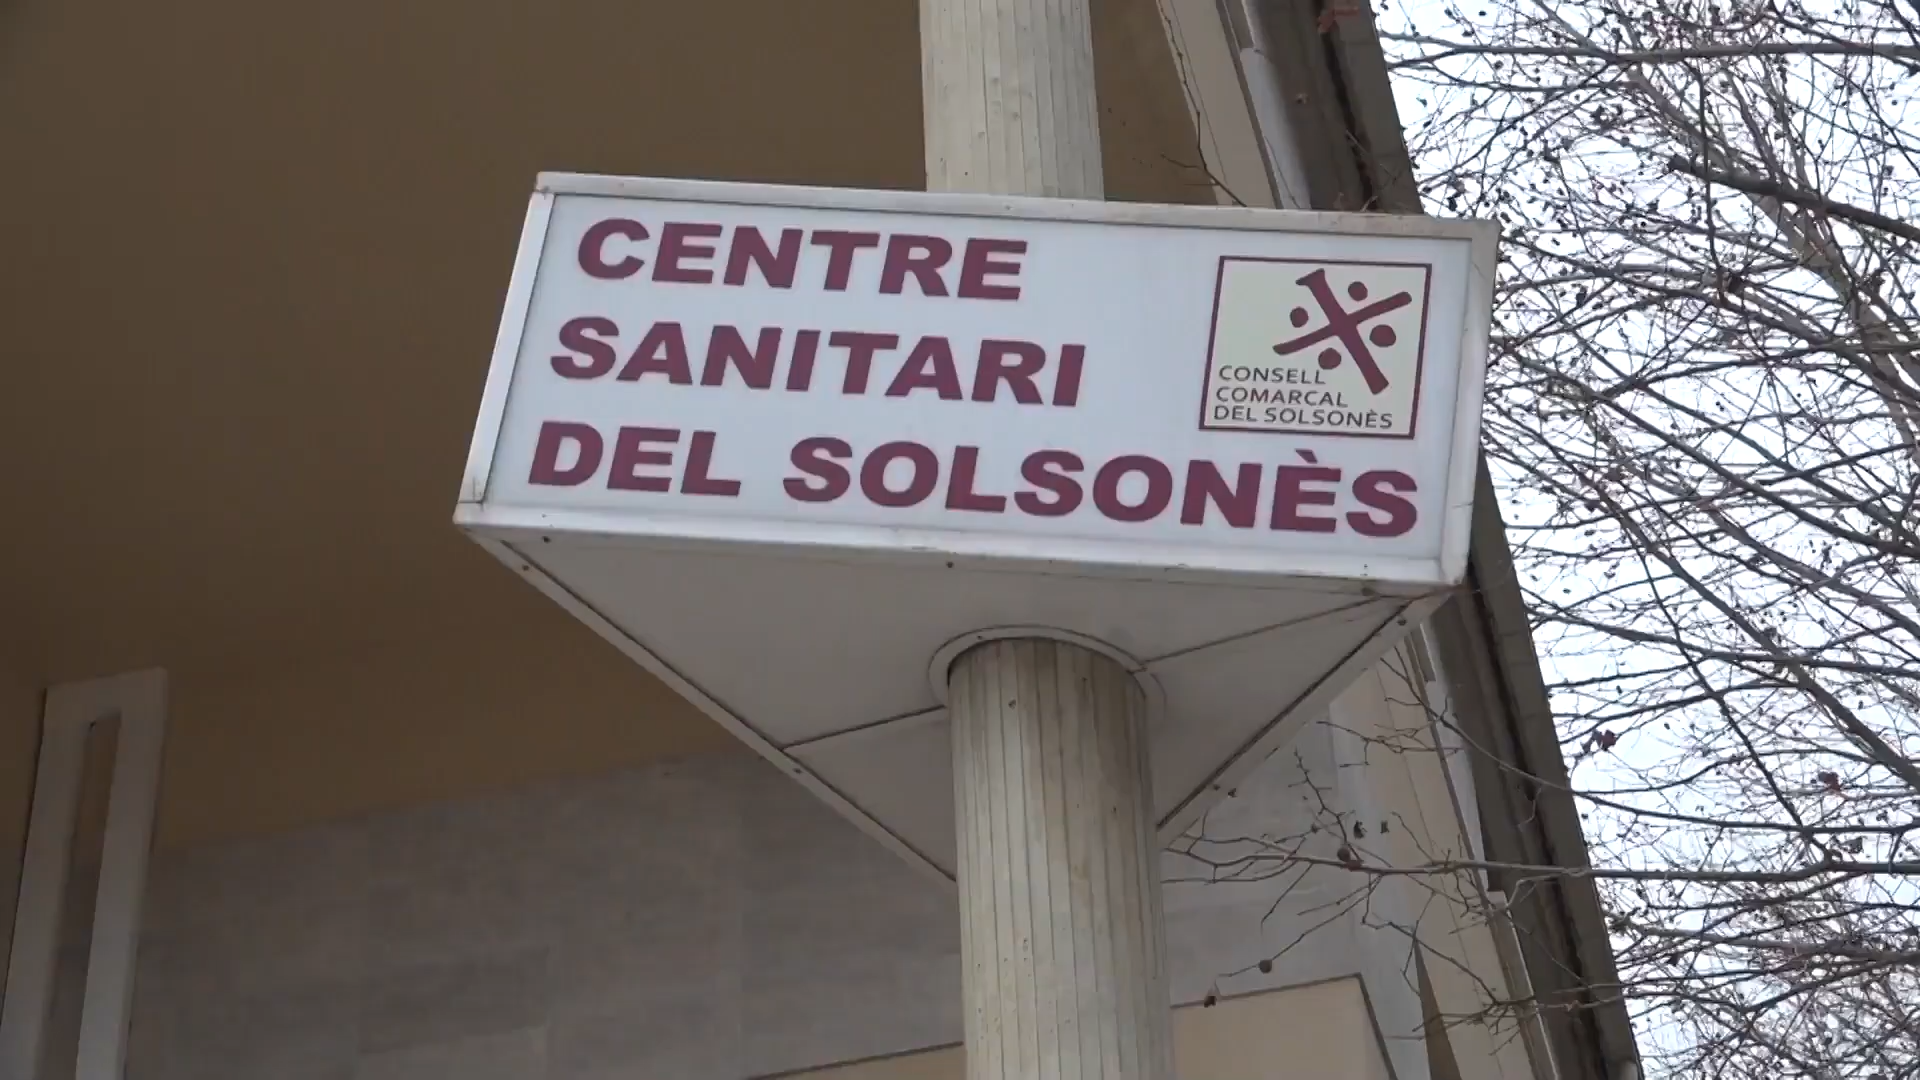 CENTRE
SANITARI
DEL SOLSONÈS
CONSELL
COMARCAL
DEL SOLSONÈS